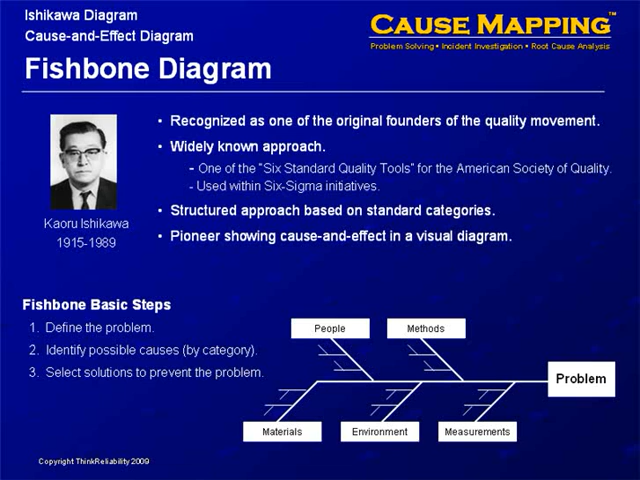 Ishikawa Diagram
Cause-and-Effect Diagram
Fishbone Diagram
CAUSE MAPPING™
Problem Solving • Incident Investigation • Root Cause Analysis
• Recognized as one of the original founders of the quality movement.
• Widely known approach.
- One of the "Six Standard Quality Tools" for the American Society of Quality.
- Used within Six-Sigma initiatives.
• Structured approach based on standard categories.
• Pioneer showing cause-and-effect in a visual diagram.
Kaoru Ishikawa
1915-1989
Fishbone Basic Steps
1. Define the problem.
2. Identify possible causes (by category).
3. Select solutions to prevent the problem.
People
Methods
Problem
Materials
Environment
Measurements
Copyright ThinkReliability 2009